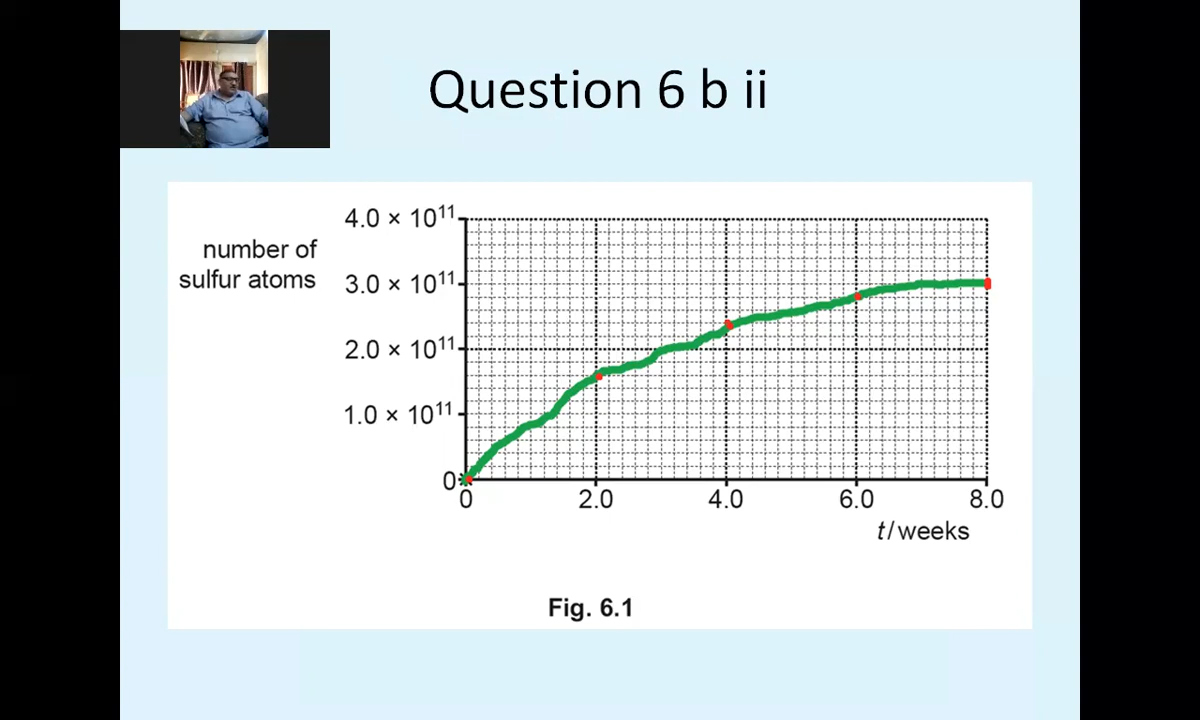 Question 6 b ii
number of
sulfur atoms
4.0 × 10¹¹
3.0 × 10¹¹
2.0 × 10¹¹
1.0 × 10¹¹
0
0 2.0 4.0 6.0 8.0
t/weeks
Fig. 6.1